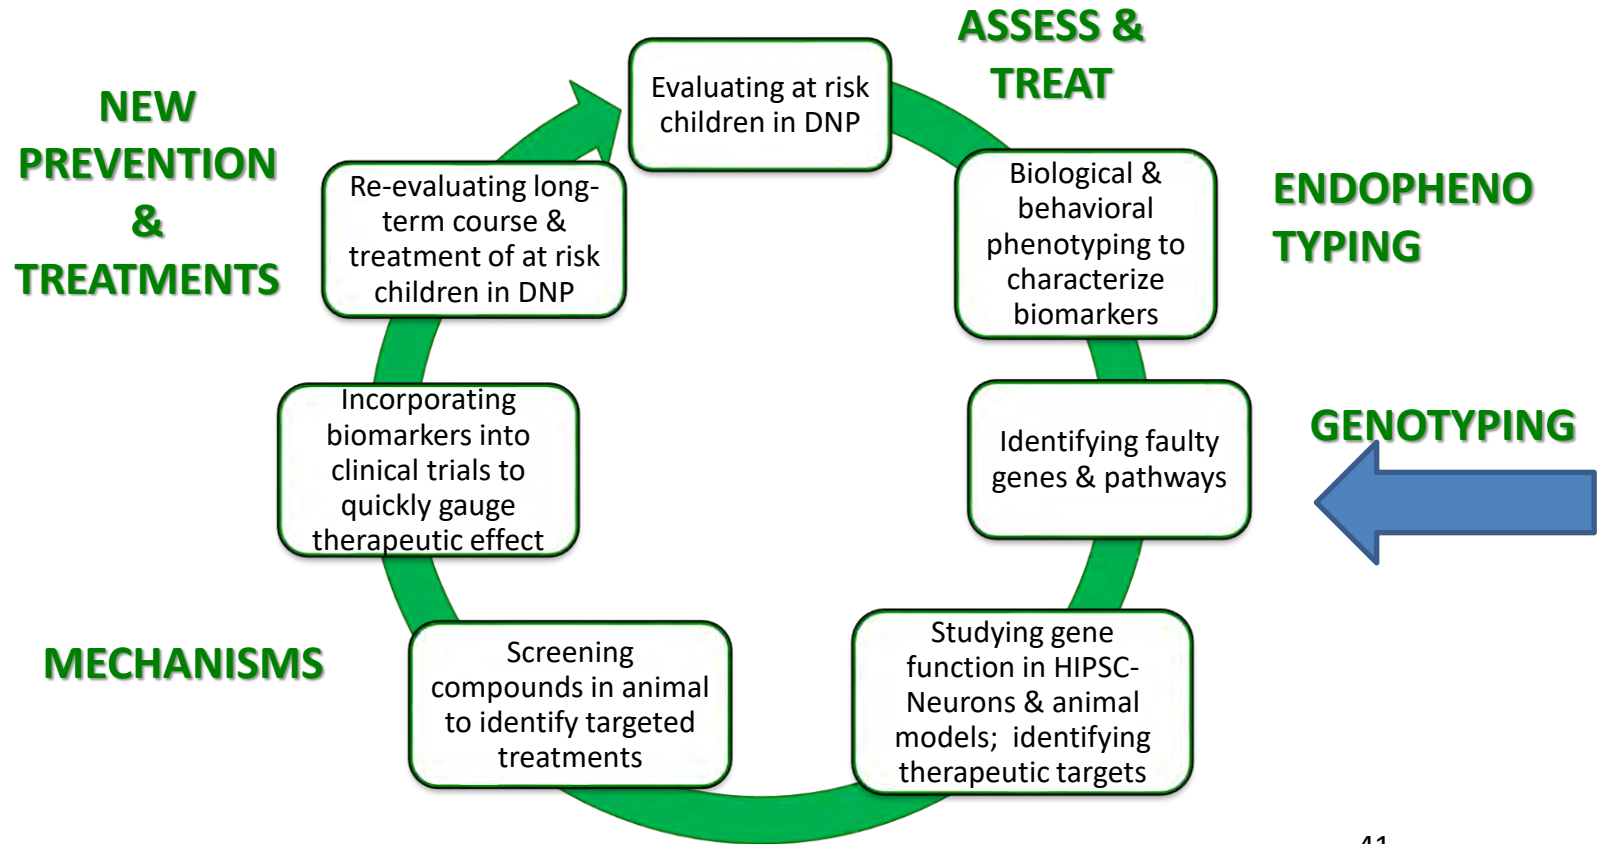 ASSESS &
TREAT
Evaluating at risk
children in DNP
NEW
PREVENTION
&
TREATMENTS
Biological &
behavioral
phenotyping to
characterize
biomarkers
ENDOPHENO
TYPING
Re-evaluating long-
term course &
treatment of at risk
children in DNP
Identifying faulty
genes & pathways
GENOTYPING
Incorporating
biomarkers into
clinical trials to
quickly gauge
therapeutic effect
Studying gene
function in HIPSC-
Neurons & animal
models;  identifying
therapeutic targets
MECHANISMS
Screening
compounds in animal
to identify targeted
treatments
41